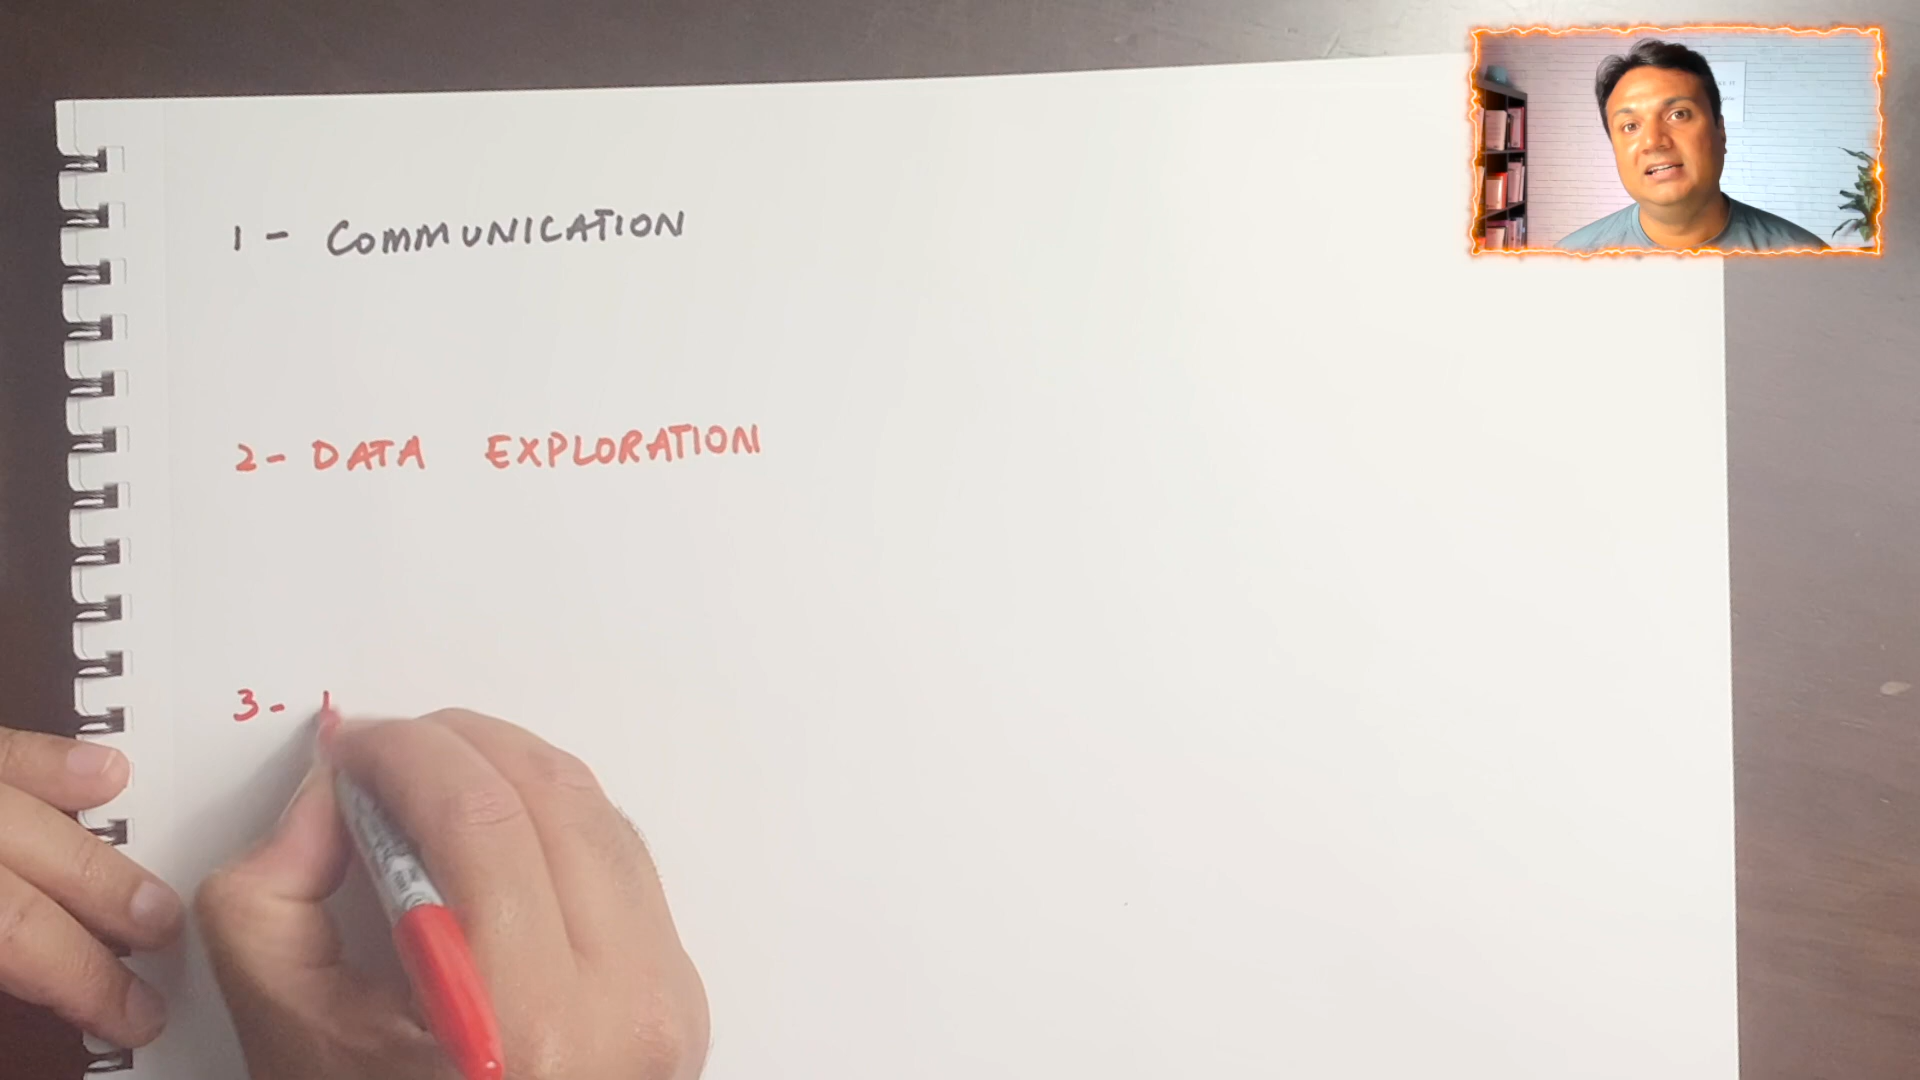 1 - COMMUNICATION
2 - DATA EXPLORATION
3 -